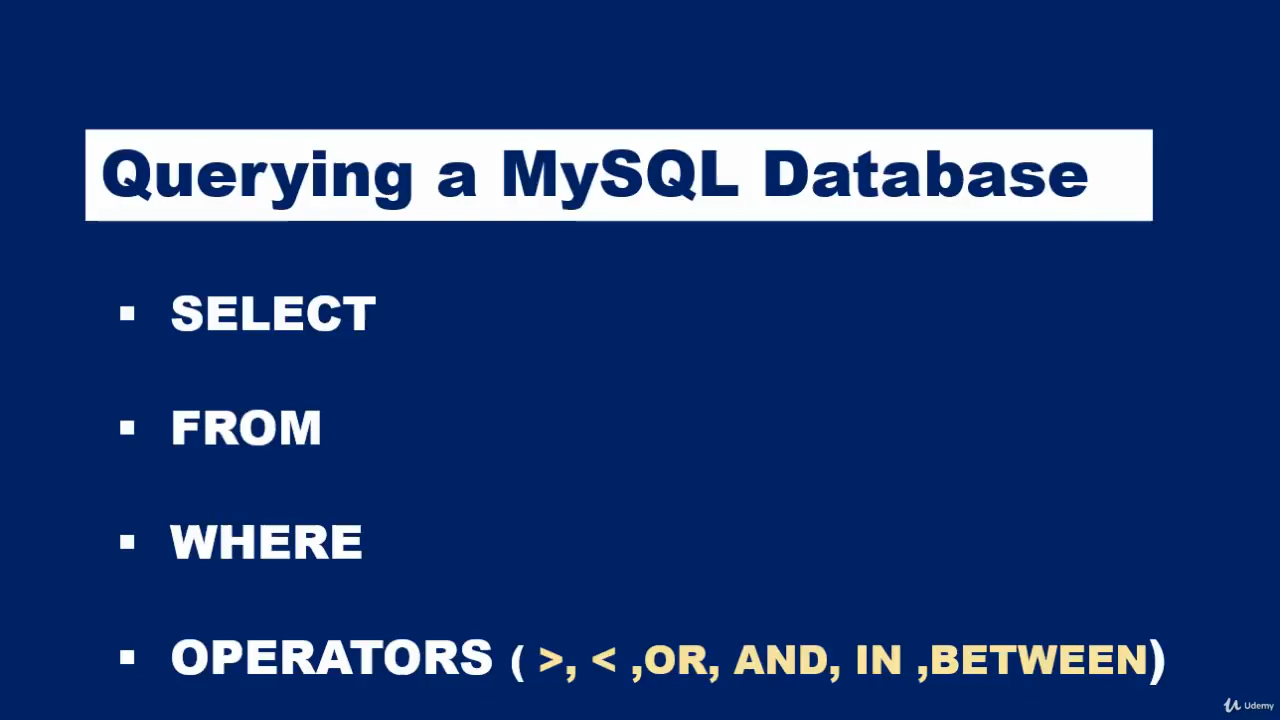 Querying a MySQL Database
▪ SELECT
▪ FROM
▪ WHERE
▪ OPERATORS ( >, < ,OR, AND, IN ,BETWEEN)
Udemy